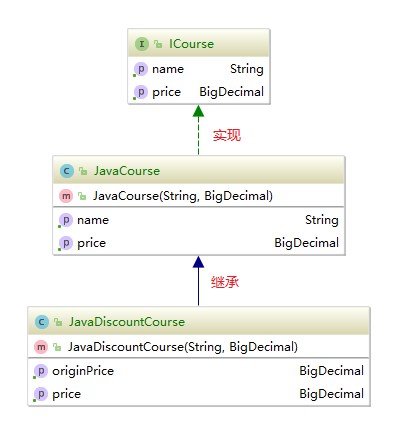 I ICourse
p name String
p price BigDecimal
实现
C JavaCourse
m JavaCourse(String, BigDecimal)
p name String
p price BigDecimal
继承
C JavaDiscountCourse
m JavaDiscountCourse(String, BigDecimal)
p originPrice BigDecimal
p price BigDecimal